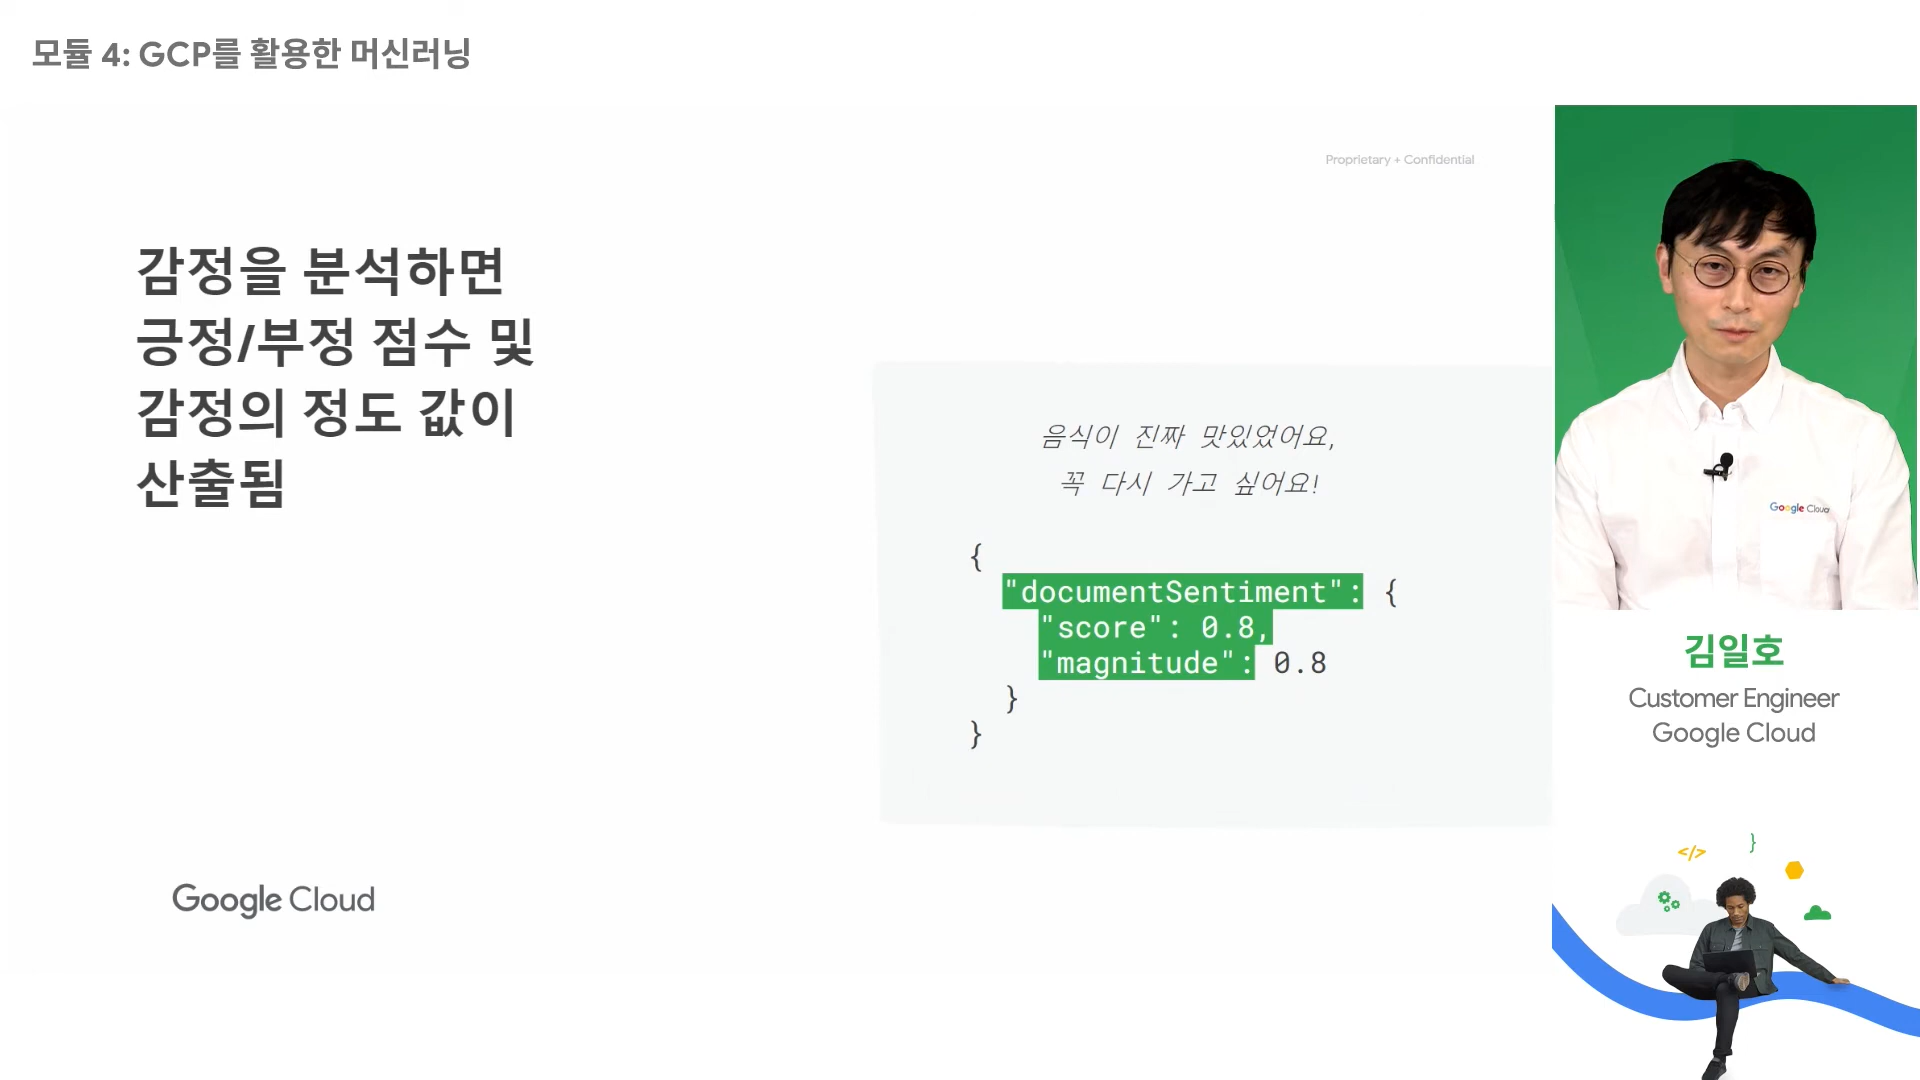 모듈 4: GCP를 활용한 머신러닝
Proprietary + Confidential
감정을 분석하면
긍정/부정 점수 및
감정의 정도 값이
산출됨
음식이 진짜 맛있었어요,
꼭 다시 가고 싶어요!
{
"documentSentiment": {
"score": 0.8,
"magnitude": 0.8
}
}
Google Cloud
Google Cloud
김일호
Customer Engineer
Google Cloud
</>
}